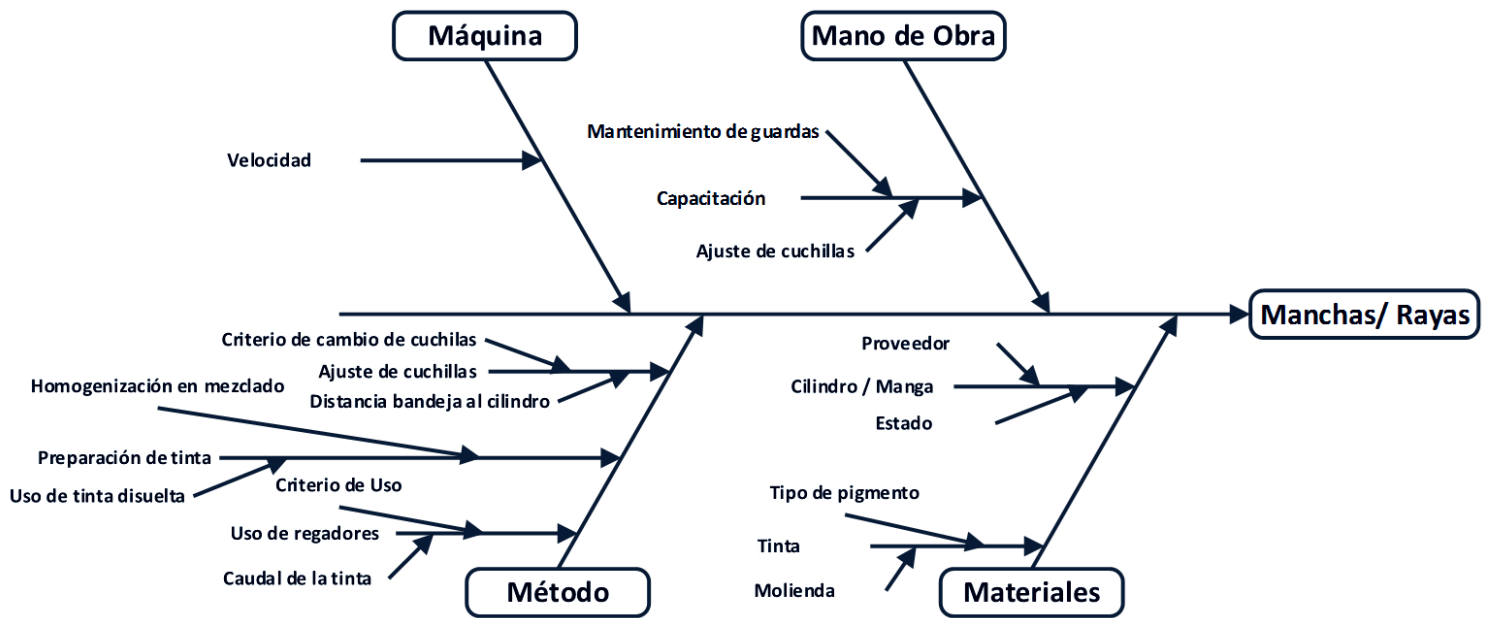 Máquina
Mano de Obra
Mantenimiento de guardas
Velocidad
Capacitación
Ajuste de cuchillas
Manchas/ Rayas
Criterio de cambio de cuchilas
Proveedor
Ajuste de cuchillas
Homogenización en mezclado
Cilindro / Manga
Distancia bandeja al cilindro
Estado
Preparación de tinta
Criterio de Uso
Uso de tinta disuelta
Tipo de pigmento
Uso de regadores
Tinta
Caudal de la tinta
Molienda
Método
Materiales